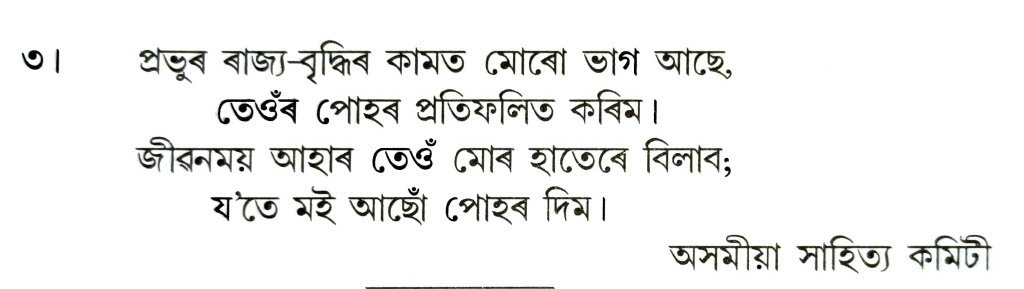 ৩। প্ৰভুৰ ৰাজ্য-বৃদ্ধিৰ কামত মোৰো ভাগ আছে,
তেওঁৰ পোহৰ প্ৰতিফলিত কৰিম।
জীৱনময় আহাৰ তেওঁ মোৰ হাতেৰে বিলাব;
য’তে মই আছোঁ পোহৰ দিম।
অসমীয়া সাহিত্য কমিটী